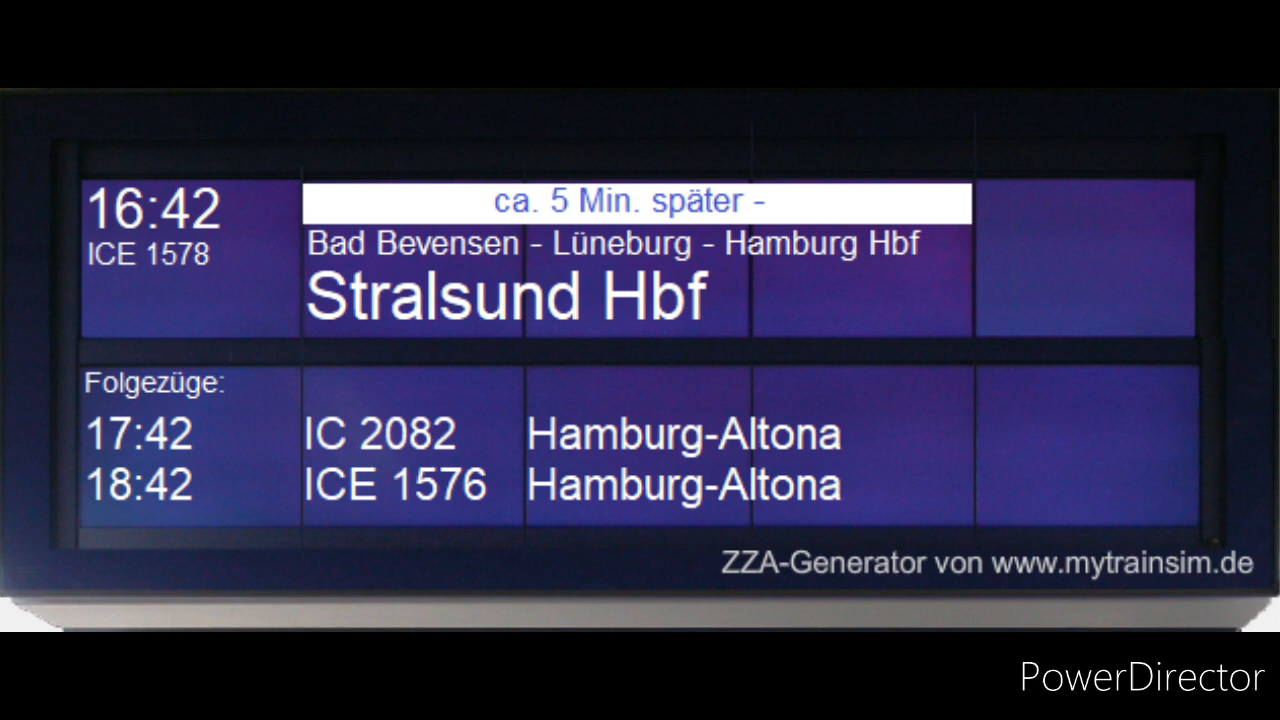 16:42
ca. 5 Min. später -
ICE 1578
Bad Bevensen - Lüneburg - Hamburg Hbf
Stralsund Hbf
Folgezüge:
17:42 IC 2082 Hamburg-Altona
18:42 ICE 1576 Hamburg-Altona
ZZA-Generator von www.mytrainsim.de
PowerDirector